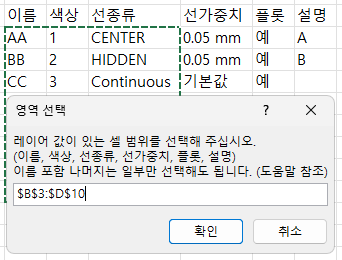 이름 색상 선종류 선가중치 플롯 설명
AA 1 CENTER 0.05 mm 예 A
BB 2 HIDDEN 0.05 mm 예 B
CC 3 Continuous 기본값 예
영역 선택 ? ×
레이어 값이 있는 셀 범위를 선택해 주십시오.
(이름, 색상, 선종류, 선가중치, 플롯, 설명)
이름 포함 나머지는 일부만 선택해도 됩니다. (도움말 참조)
$B$3:$D$10
확인 취소